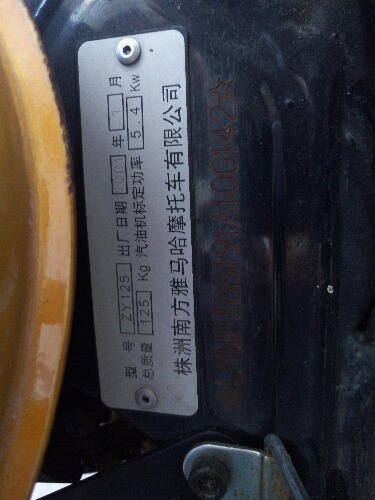 型 号 ZY125 出厂日期 2001 年 1 月
总质量 125 Kg 汽油机标定功率 5.4 Kw
株洲南方雅马哈摩托车有限公司